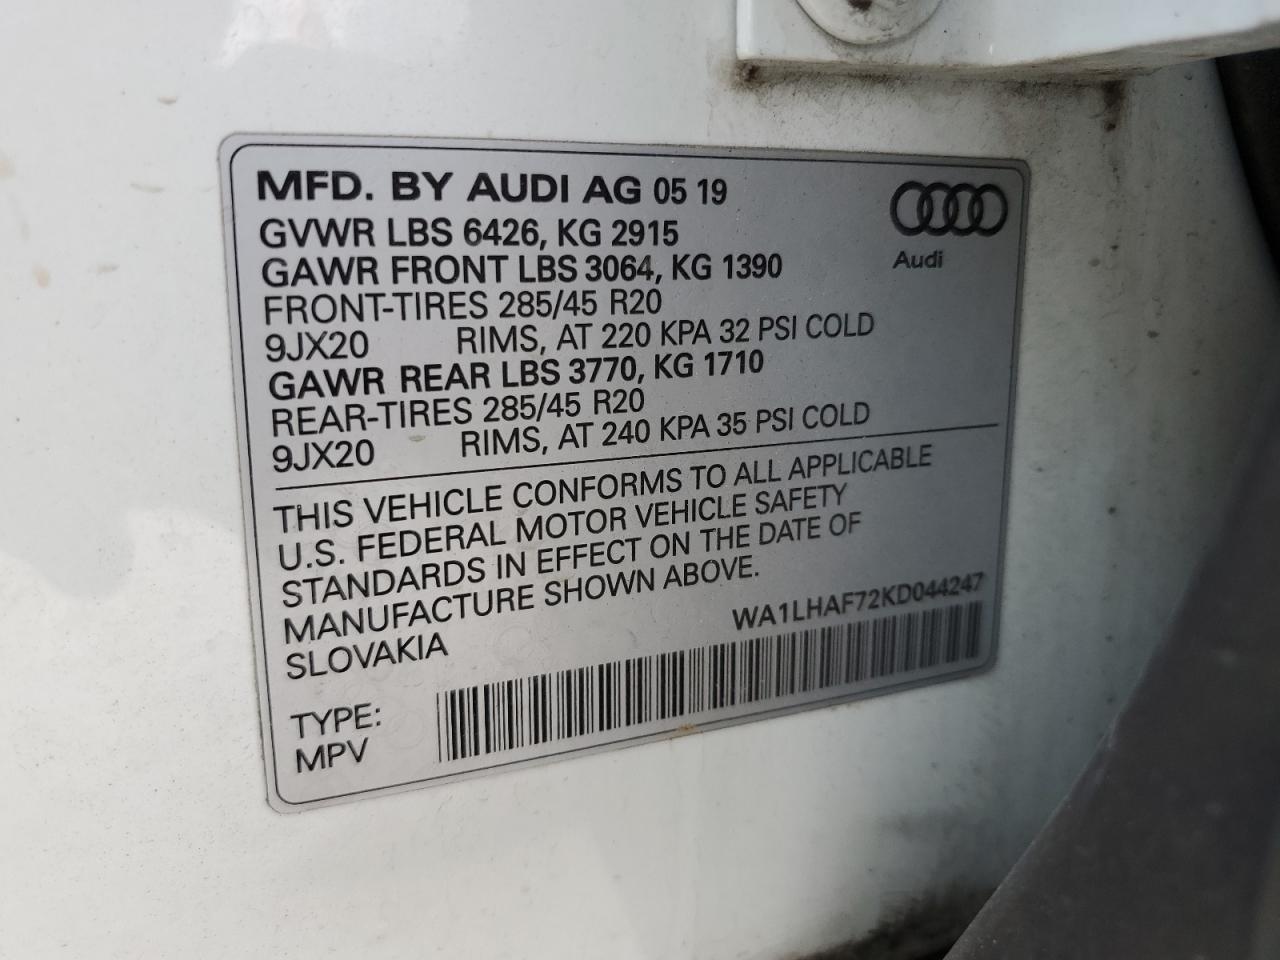 MFD. BY AUDI AG 05 19
GVWR LBS 6426, KG 2915
GAWR FRONT LBS 3064, KG 1390
FRONT-TIRES 285/45 R20
9JX20 RIMS, AT 220 KPA 32 PSI COLD
GAWR REAR LBS 3770, KG 1710
REAR-TIRES 285/45 R20
9JX20 RIMS, AT 240 KPA 35 PSI COLD
Audi
THIS VEHICLE CONFORMS TO ALL APPLICABLE
U.S. FEDERAL MOTOR VEHICLE SAFETY
STANDARDS IN EFFECT ON THE DATE OF
MANUFACTURE SHOWN ABOVE.
SLOVAKIA
WA1LHAF72KD044247
TYPE:
MPV